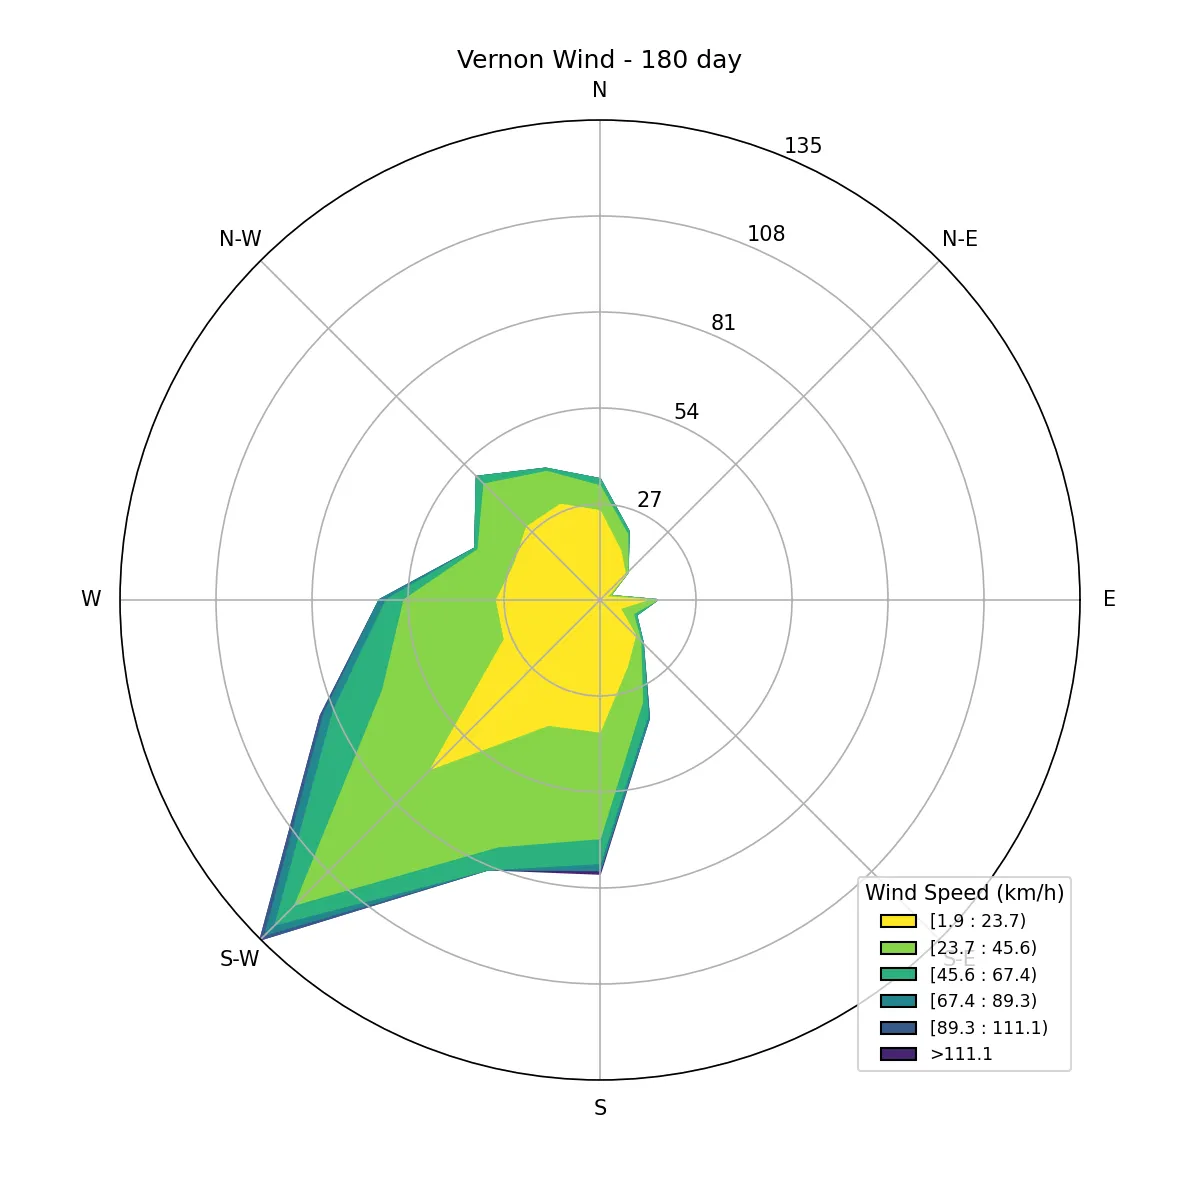 Vernon Wind - 180 day
N
135
N-W
108
N-E
81
54
27
W
E
S-W
S-E
S
Wind Speed (km/h)
[1.9 : 23.7)
[23.7 : 45.6)
[45.6 : 67.4)
[67.4 : 89.3)
[89.3 : 111.1)
>111.1